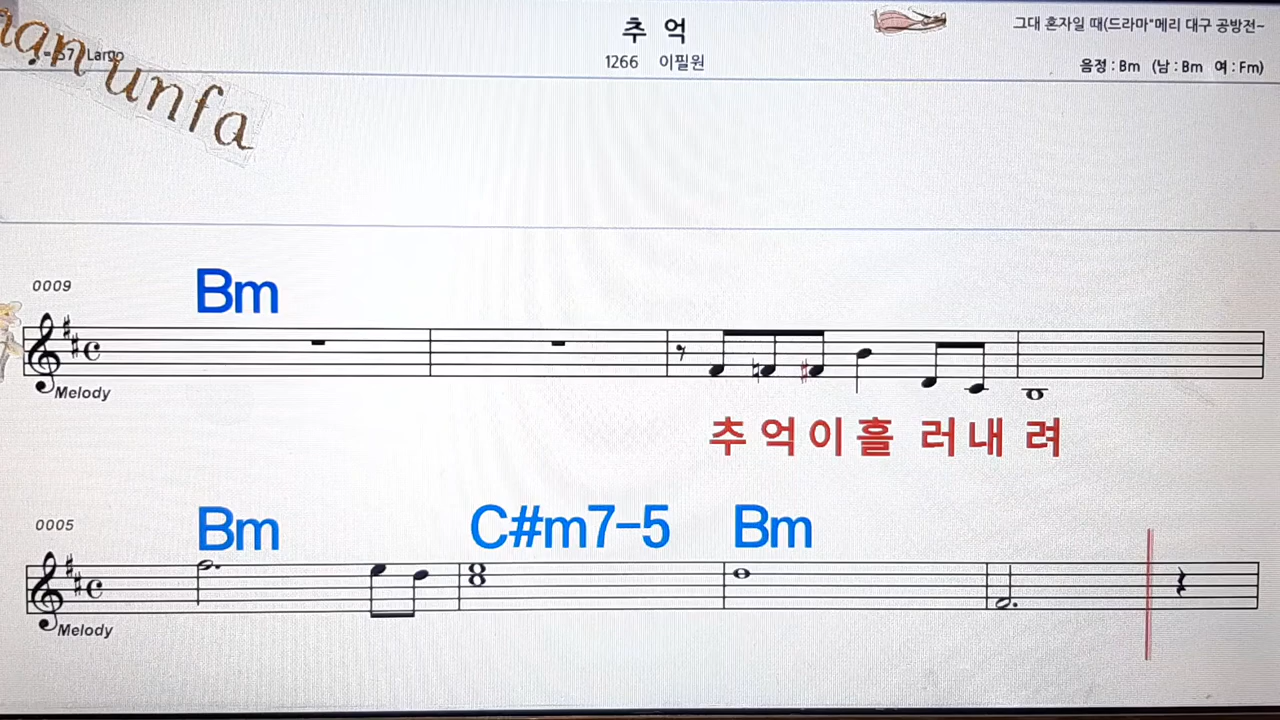 추 억
그대 혼자일 때(드라마"메리 대구 공방전~
Largo
1266 이필원
음정 : Bm (남 : Bm 여 : Fm)
unfa
0009
Bm
Melody
추 억 이 흘 러 내 려
0005
Bm C#m7-5 Bm
Melody